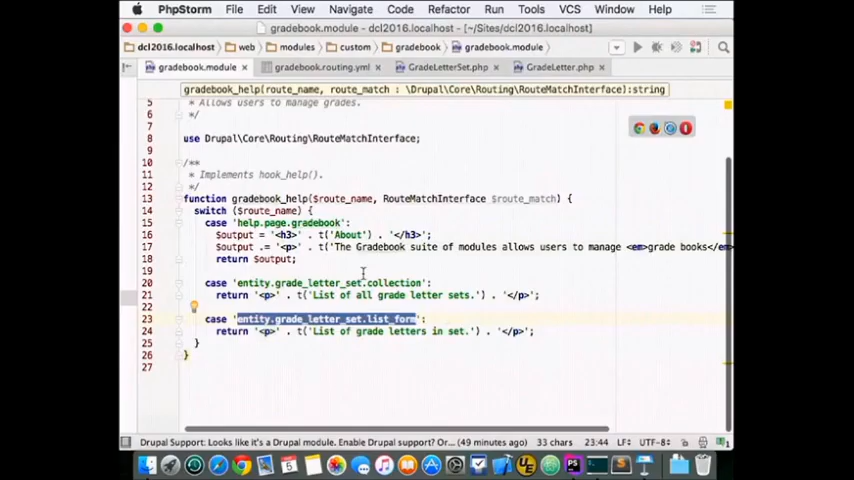 PhpStorm File Edit View Navigate Code Refactor Run Tools VCS Window Help
gradebook.module - dcl2016.localhost - [~/Sites/dcl2016.localhost]
dcl2016.localhost web modules custom gradebook gradebook.module
gradebook.module gradebook.routing.yml GradeLetterSet.php GradeLetter.php
gradebook_help(route_name, route_match : \Drupal\Core\Routing\RouteMatchInterface):string
5 * Allows users to manage grades.
6 */
7
8 use Drupal\Core\Routing\RouteMatchInterface;
9
10 /**
11 * Implements hook_help().
12 */
13 function gradebook_help($route_name, RouteMatchInterface $route_match) {
14 switch ($route_name) {
15 case 'help.page.gradebook':
16 $output = '<h3>' . t('About') . '</h3>';
17 $output .= '<p>' . t('The Gradebook suite of modules allows users to manage <em>grade books</em>
18 return $output;
19
20 case 'entity.grade_letter_set.collection':
21 return '<p>' . t('List of all grade letter sets.') . '</p>';
22
23 case 'entity.grade_letter_set.list_form':
24 return '<p>' . t('List of grade letters in set.') . '</p>';
25 }
26 }
27
Drupal Support: Looks like it's a Drupal module. Enable Drupal support? Or... (49 minutes ago) 33 chars 23:44 LF÷ UTF-8÷ 1
5 UE PS S